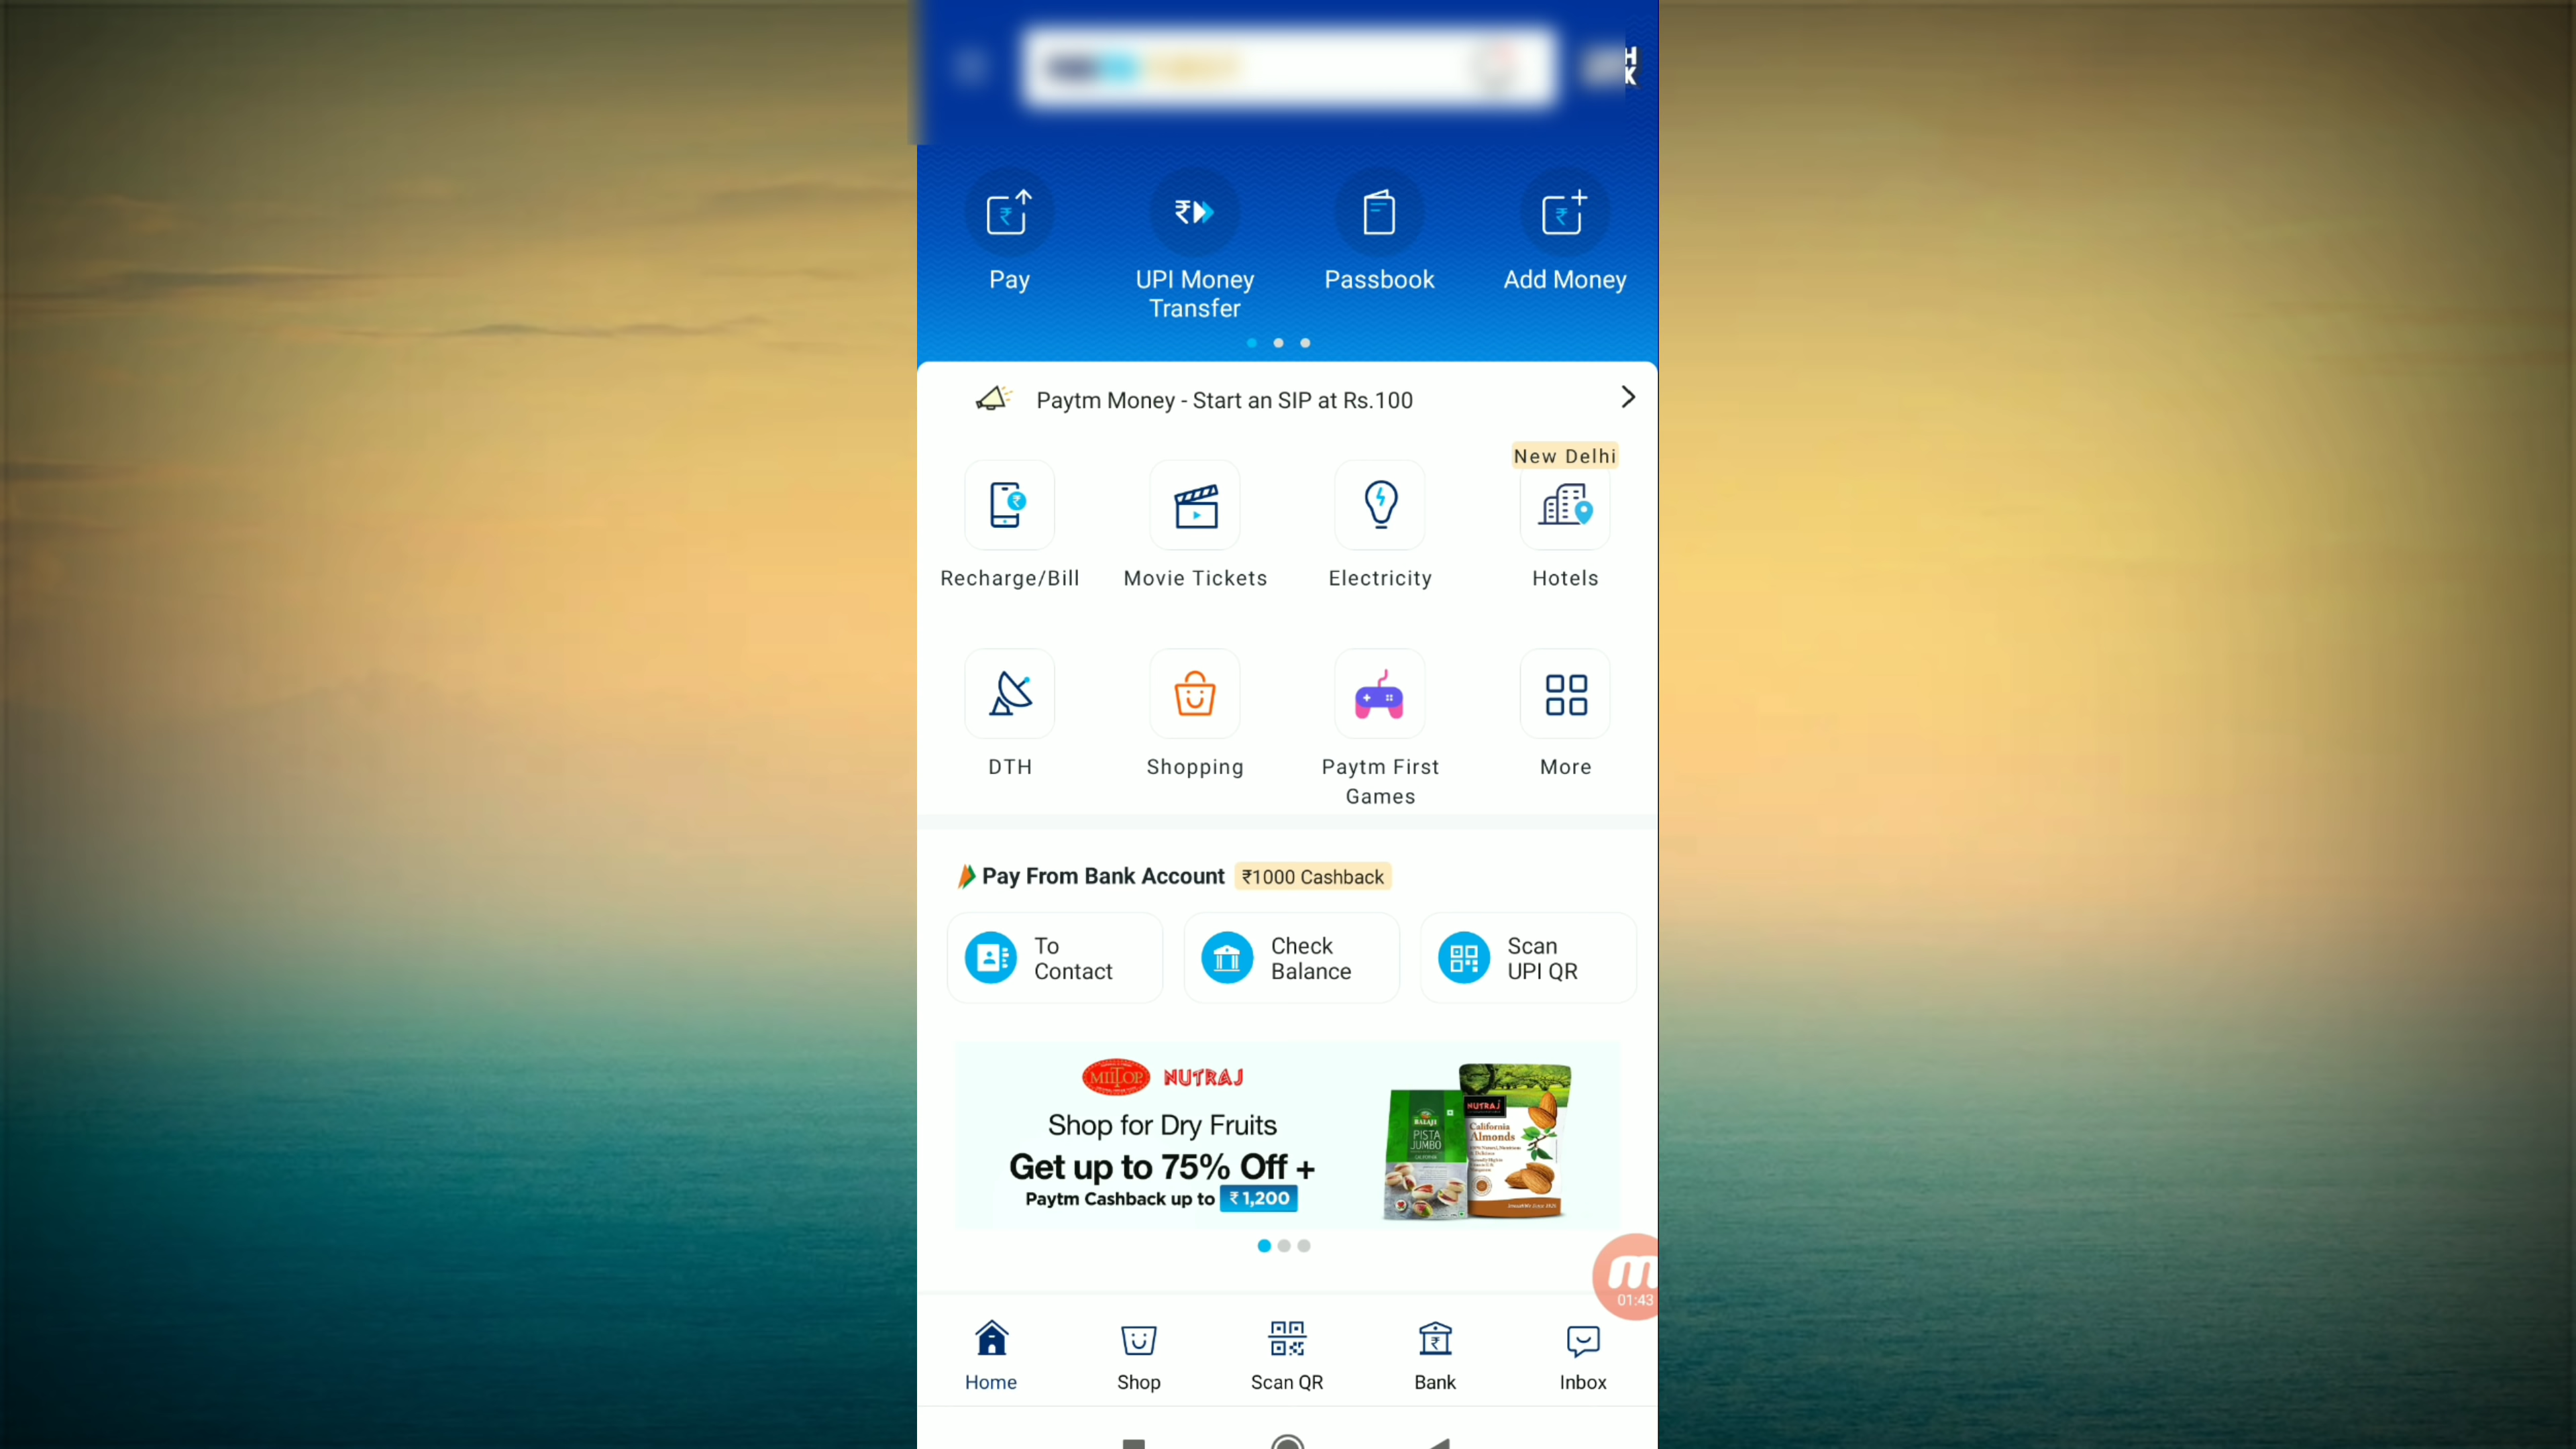 H
K
Pay
UPI Money
Transfer
Passbook
Add Money
Paytm Money - Start an SIP at Rs.100
New Delhi
Recharge/Bill
Movie Tickets
Electricity
Hotels
DTH
Shopping
Paytm First
Games
More
Pay From Bank Account ₹1000 Cashback
To
Contact
Check
Balance
Scan
UPI QR
MILTOP NUTRAJ
Shop for Dry Fruits
Get up to 75% Off +
Paytm Cashback up to ₹1,200
BALAJI
PISTA
JUMBO
NUTRAJ
California
Almonds
01:43
Home
Shop
Scan QR
Bank
Inbox